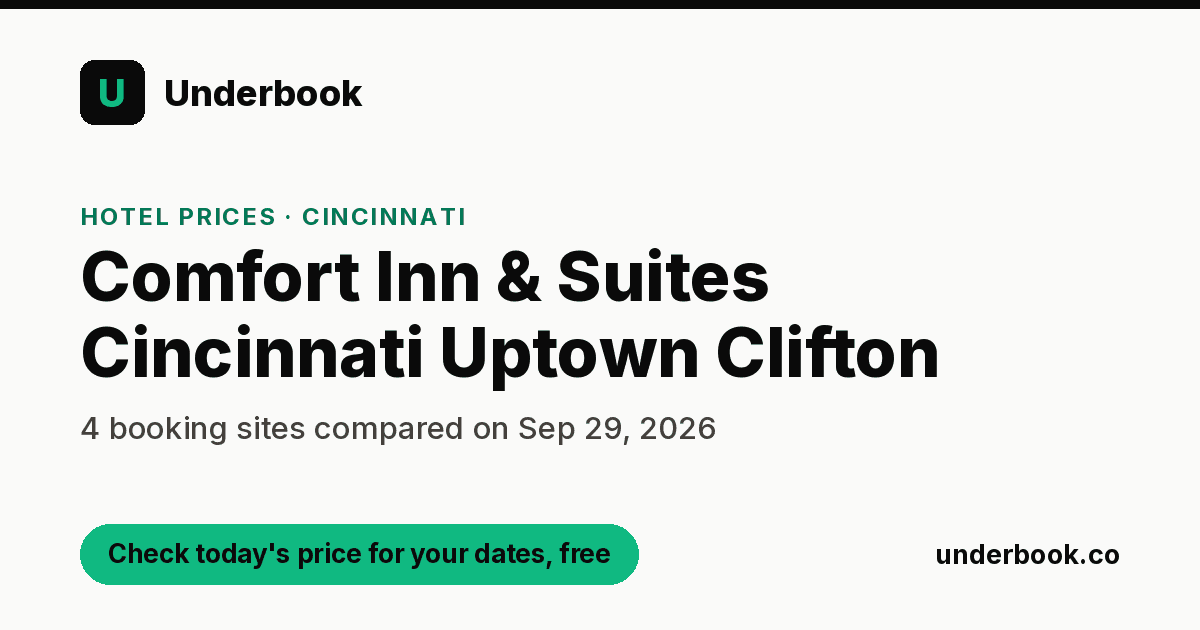 U Underbook
HOTEL PRICES · CINCINNATI
Comfort Inn & Suites
Cincinnati Uptown Clifton
4 booking sites compared on Sep 29, 2026
Check today's price for your dates, free
underbook.co